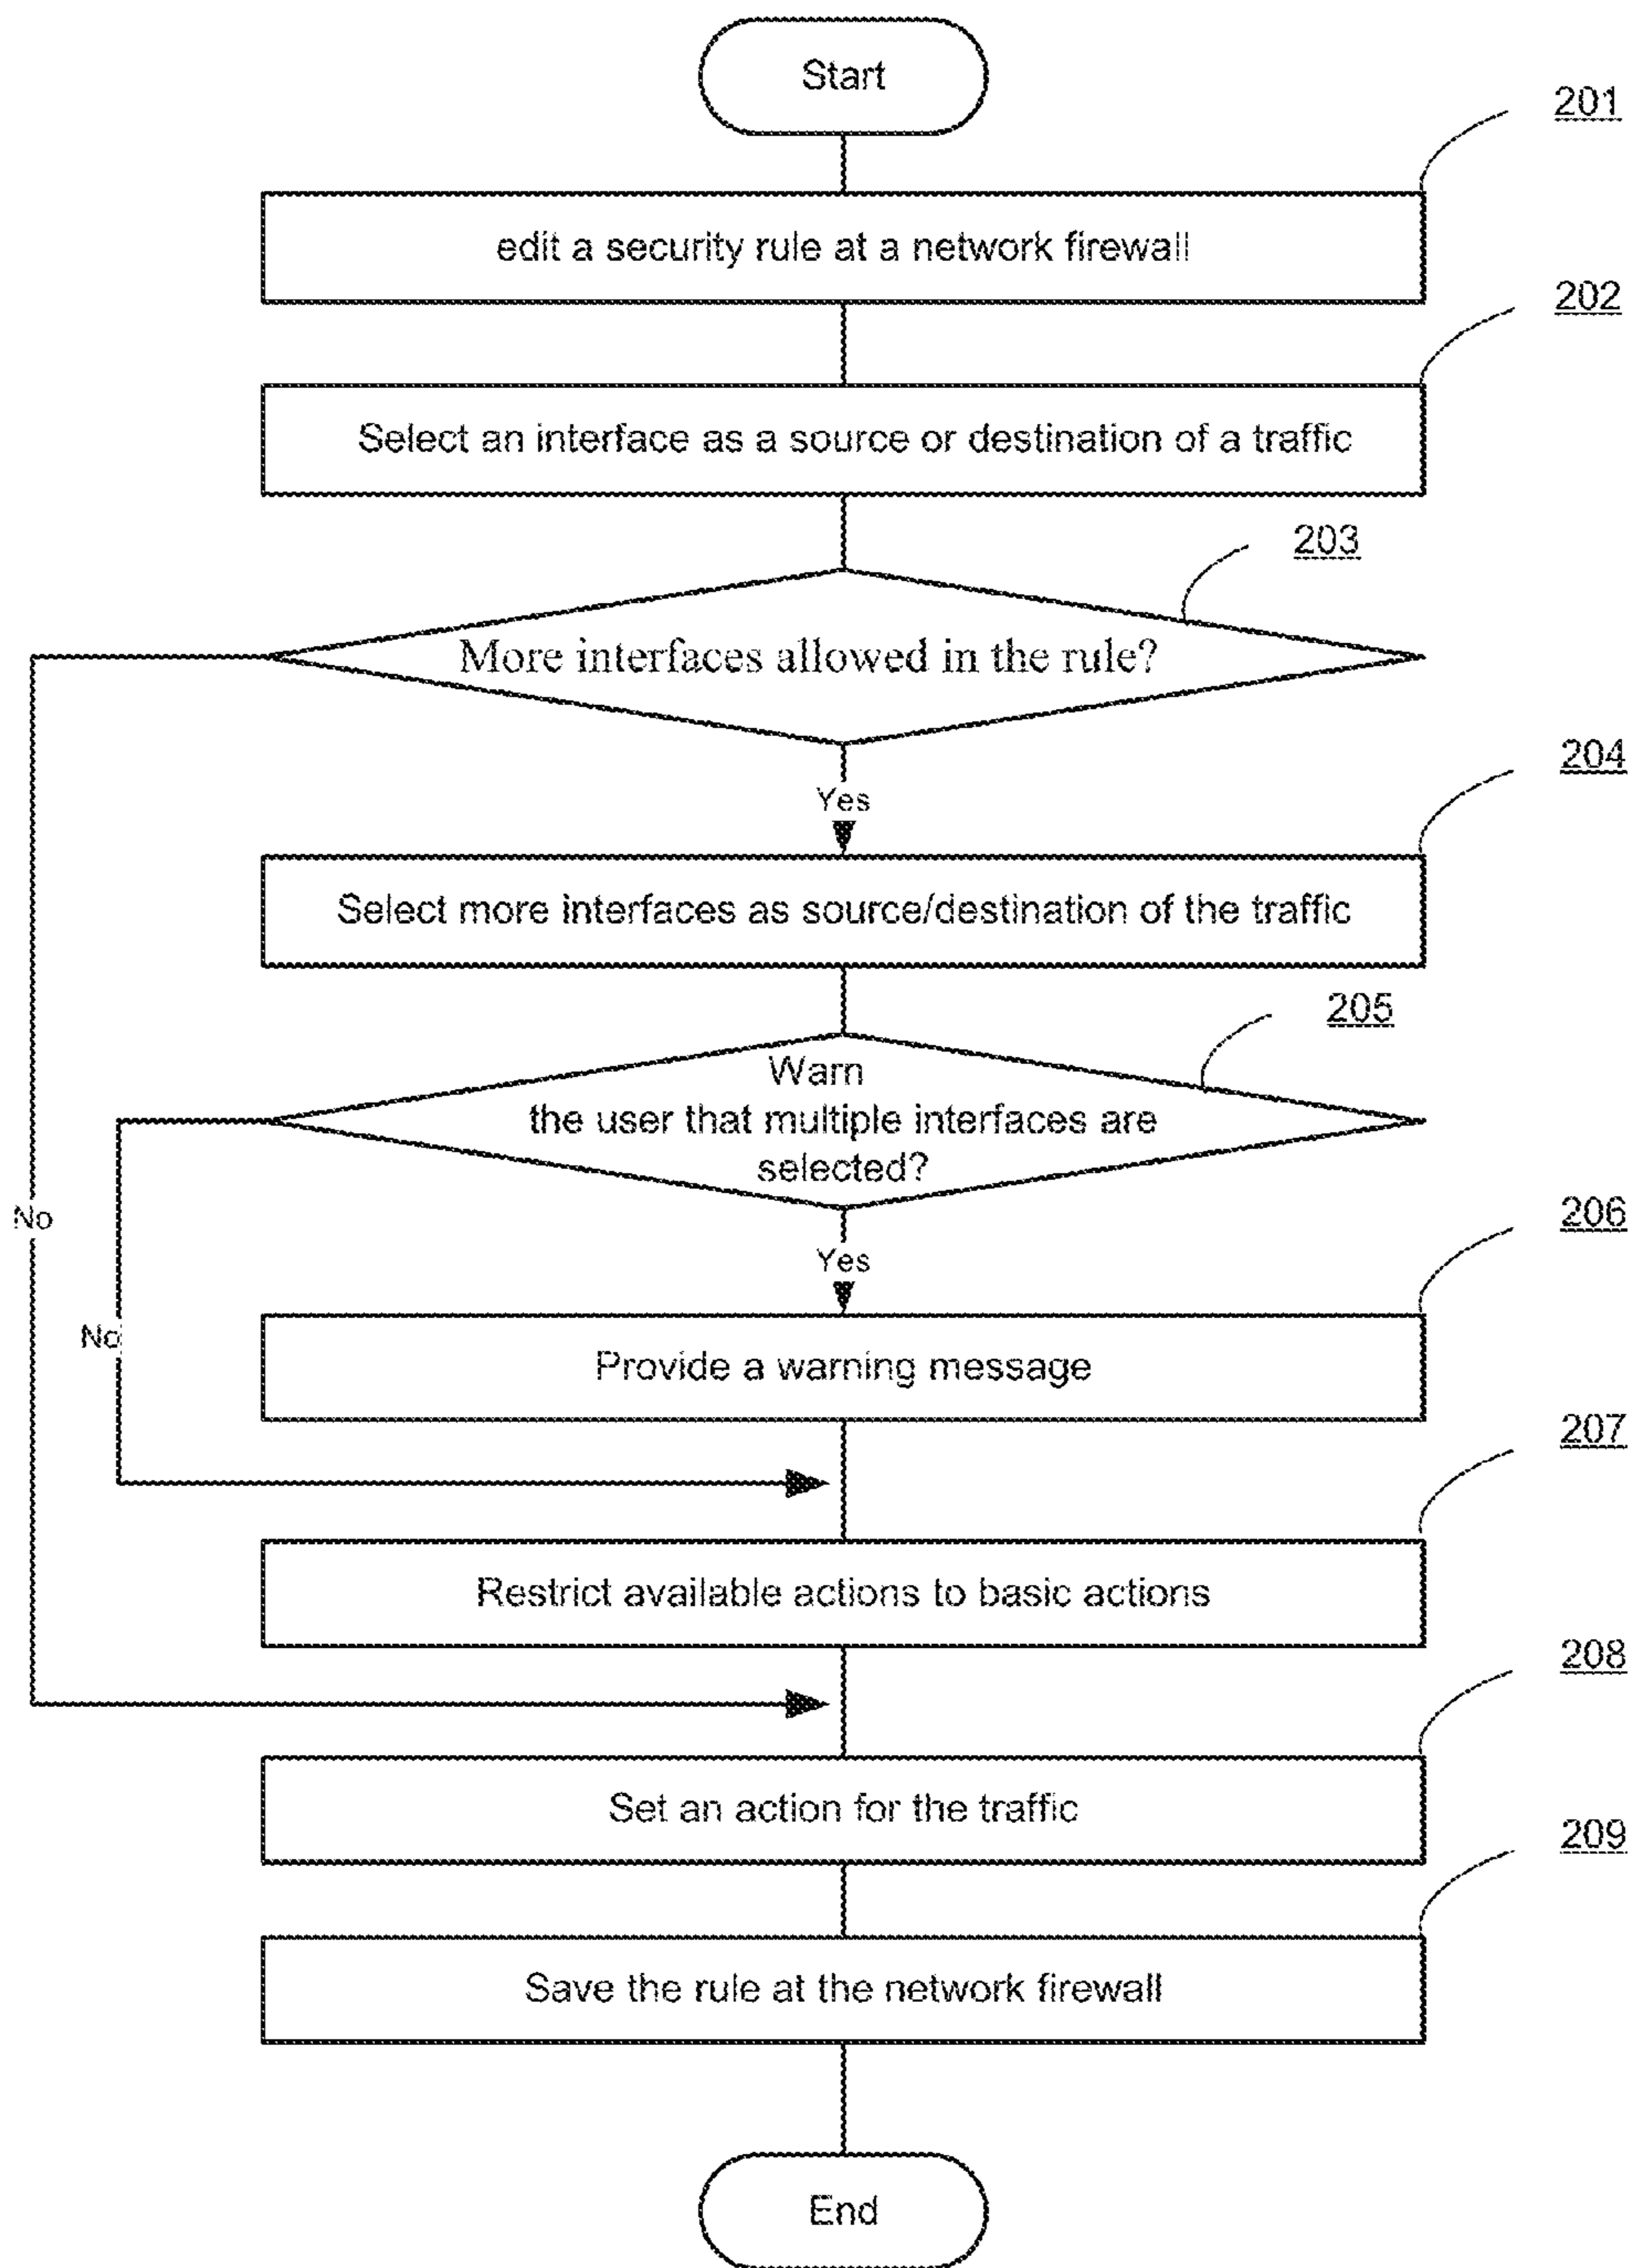 Start
201
edit a security rule at a network firewall
202
Select an interface as a source or destination of a traffic
203
More interfaces allowed in the rule?
204
Yes
Select more interfaces as source/destination of the traffic
205
Warn
the user that multiple interfaces are
selected?
No
206
Yes
No
Provide a warning message
207
Restrict available actions to basic actions
208
Set an action for the traffic
209
Save the rule at the network firewall
End